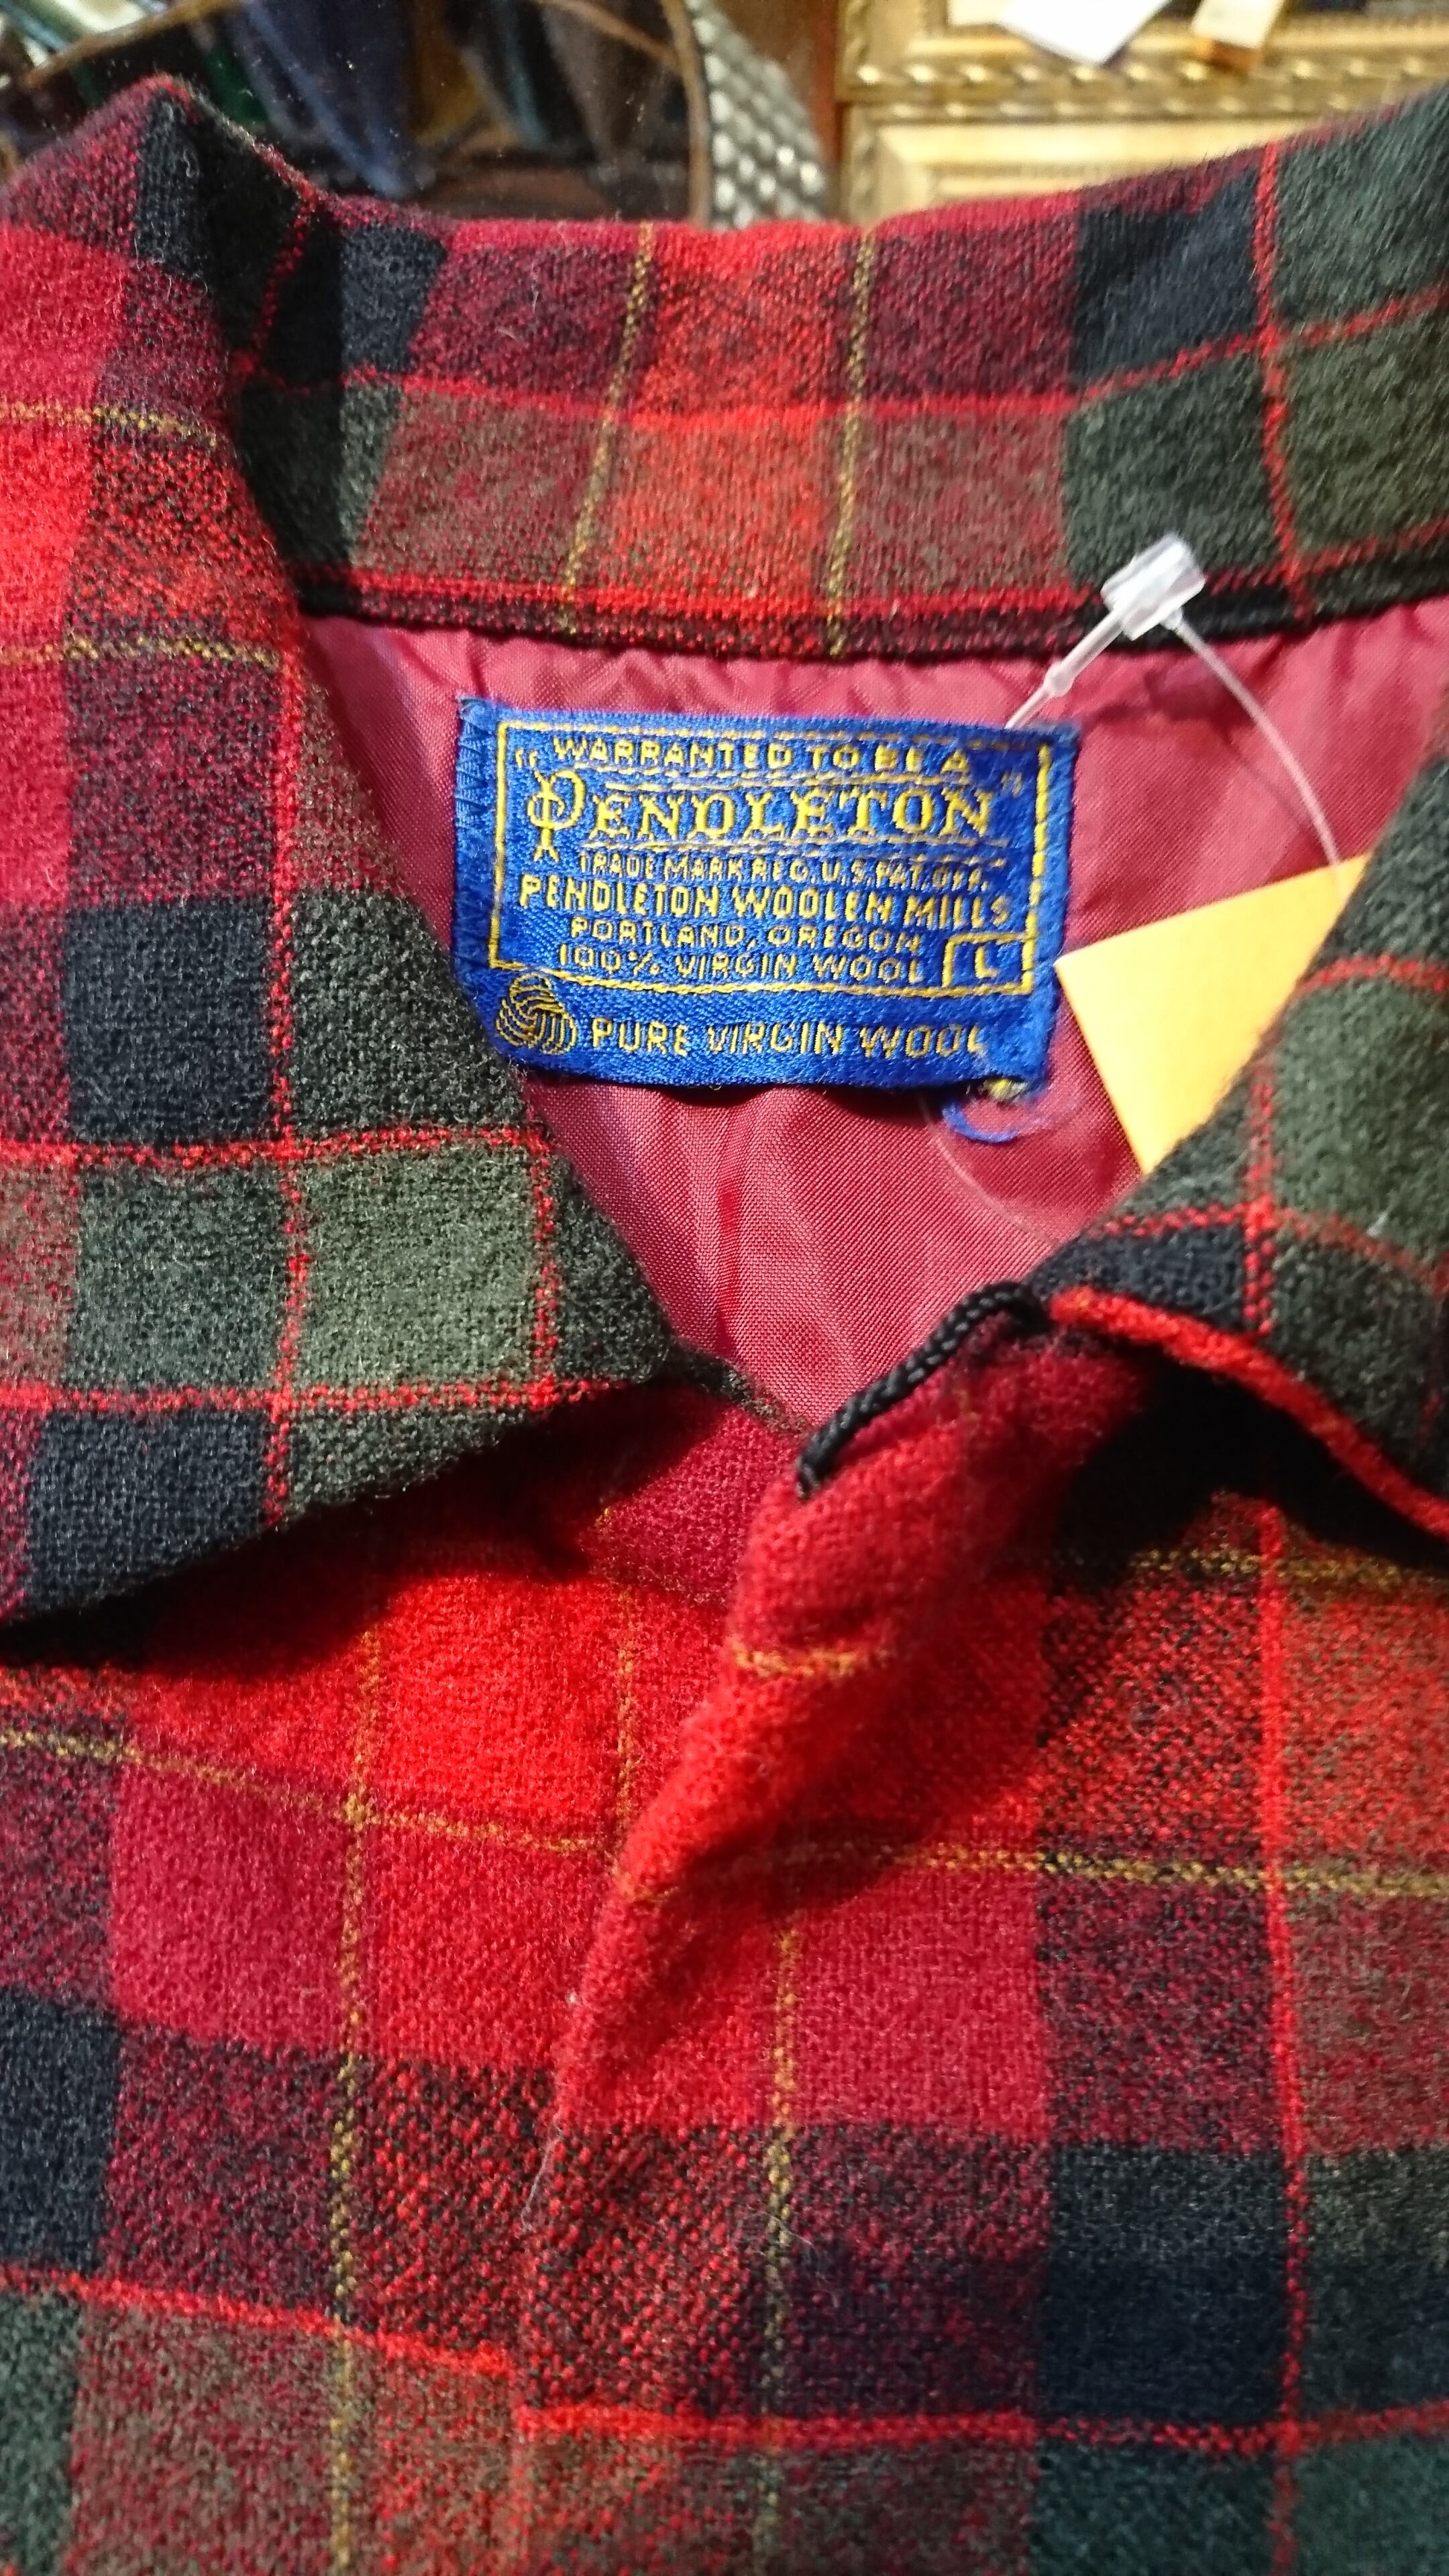 "WARRANTED TO BE A
PENDLETON"
TRADE MARK REG. U.S. PAT. OFF.
PENDLETON WOOLEN MILLS
PORTLAND, OREGON
100% VIRGIN WOOL L
PURE VIRGIN WOOL